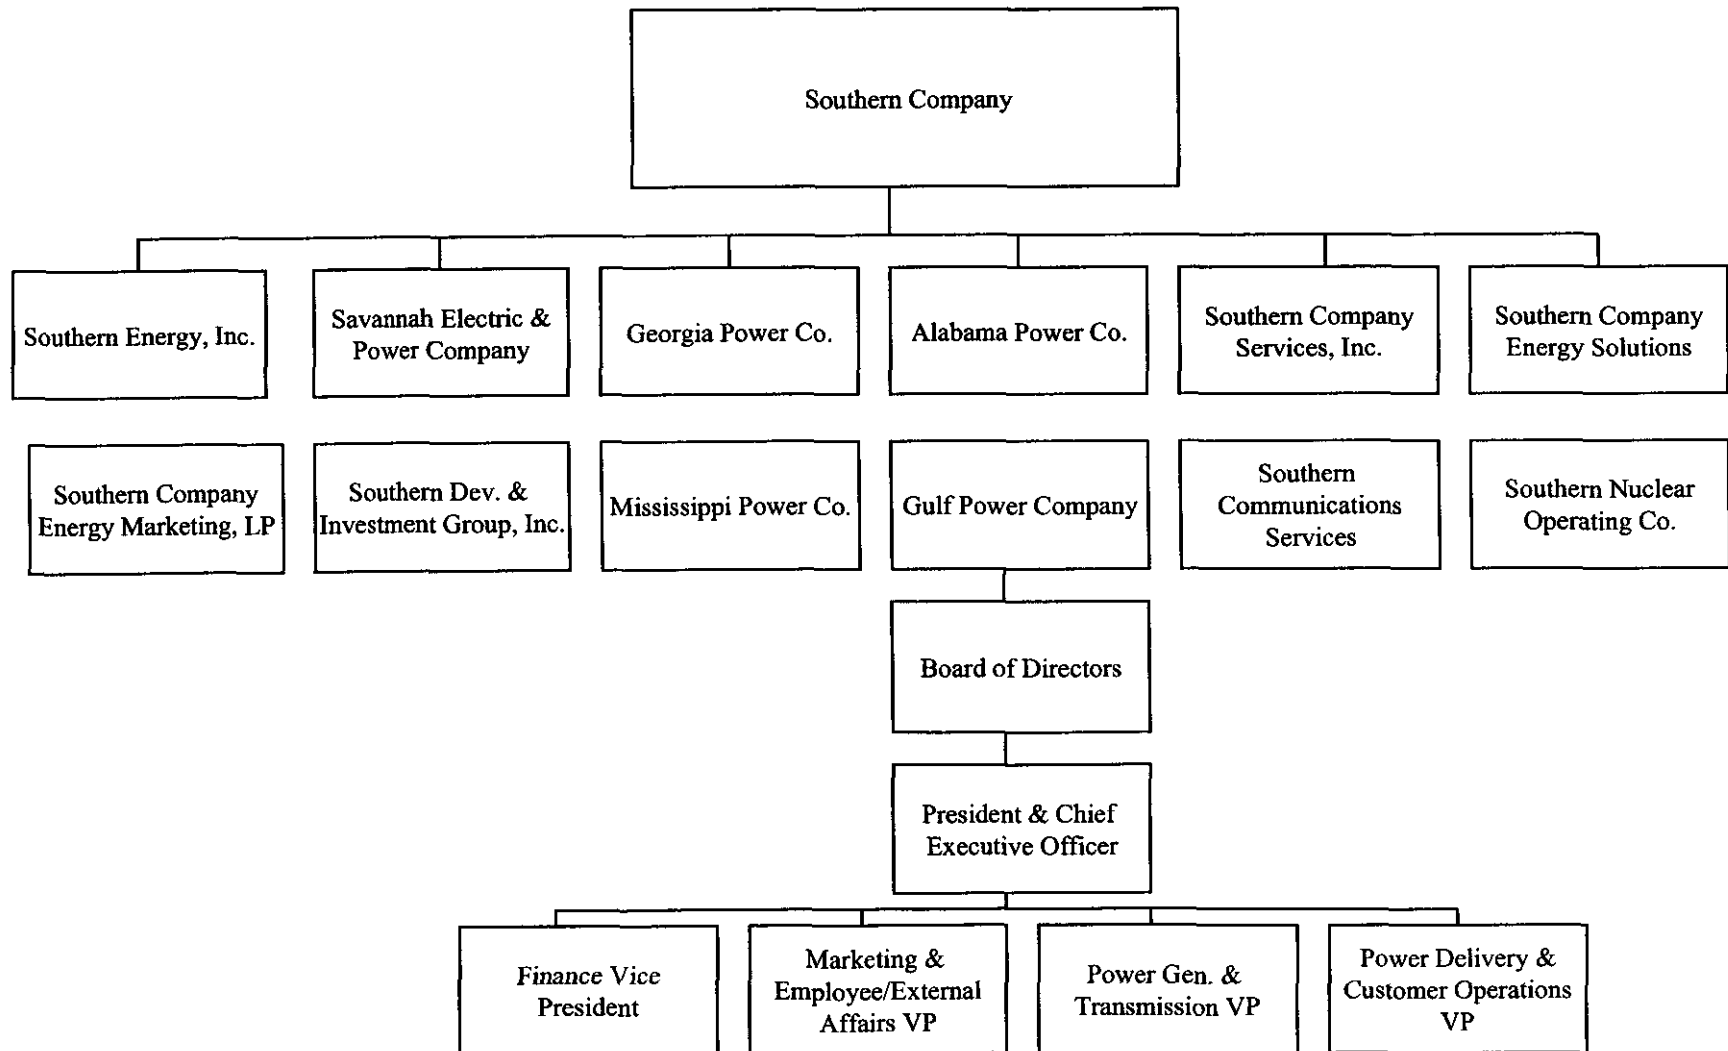 Southern Company
Southern Energy, Inc.
Savannah Electric &
Power Company
Georgia Power Co.
Alabama Power Co.
Southern Company
Services, Inc.
Southern Company
Energy Solutions
Southern Company
Energy Marketing, LP
Southern Dev. &
Investment Group, Inc.
Mississippi Power Co.
Gulf Power Company
Southern
Communications
Services
Southern Nuclear
Operating Co.
Board of Directors
President & Chief
Executive Officer
Finance Vice
President
Marketing &
Employee/External
Affairs VP
Power Gen. &
Transmission VP
Power Delivery &
Customer Operations
VP